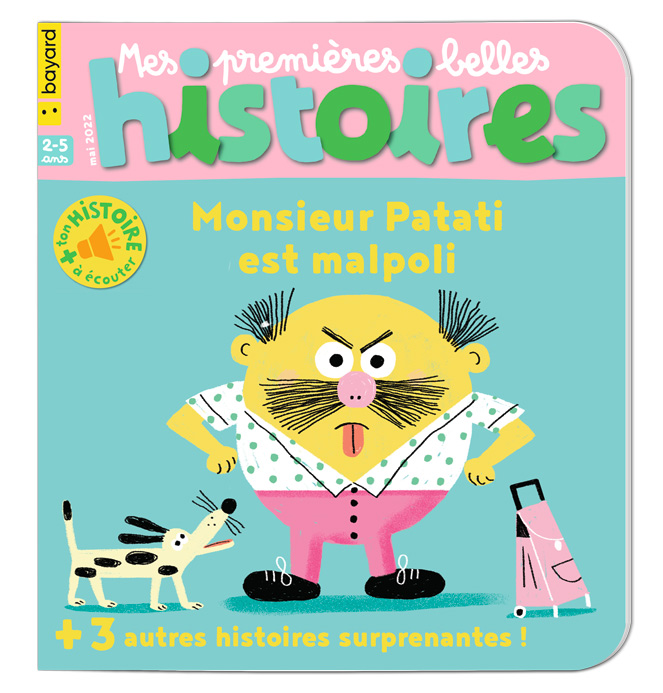 bayard
Mes premières belles
histoires
2-5
ans
mai 2022
+ ton HiSTOiRE
à écouter
Monsieur Patati
est malpoli
+ 3 autres histoires surprenantes !